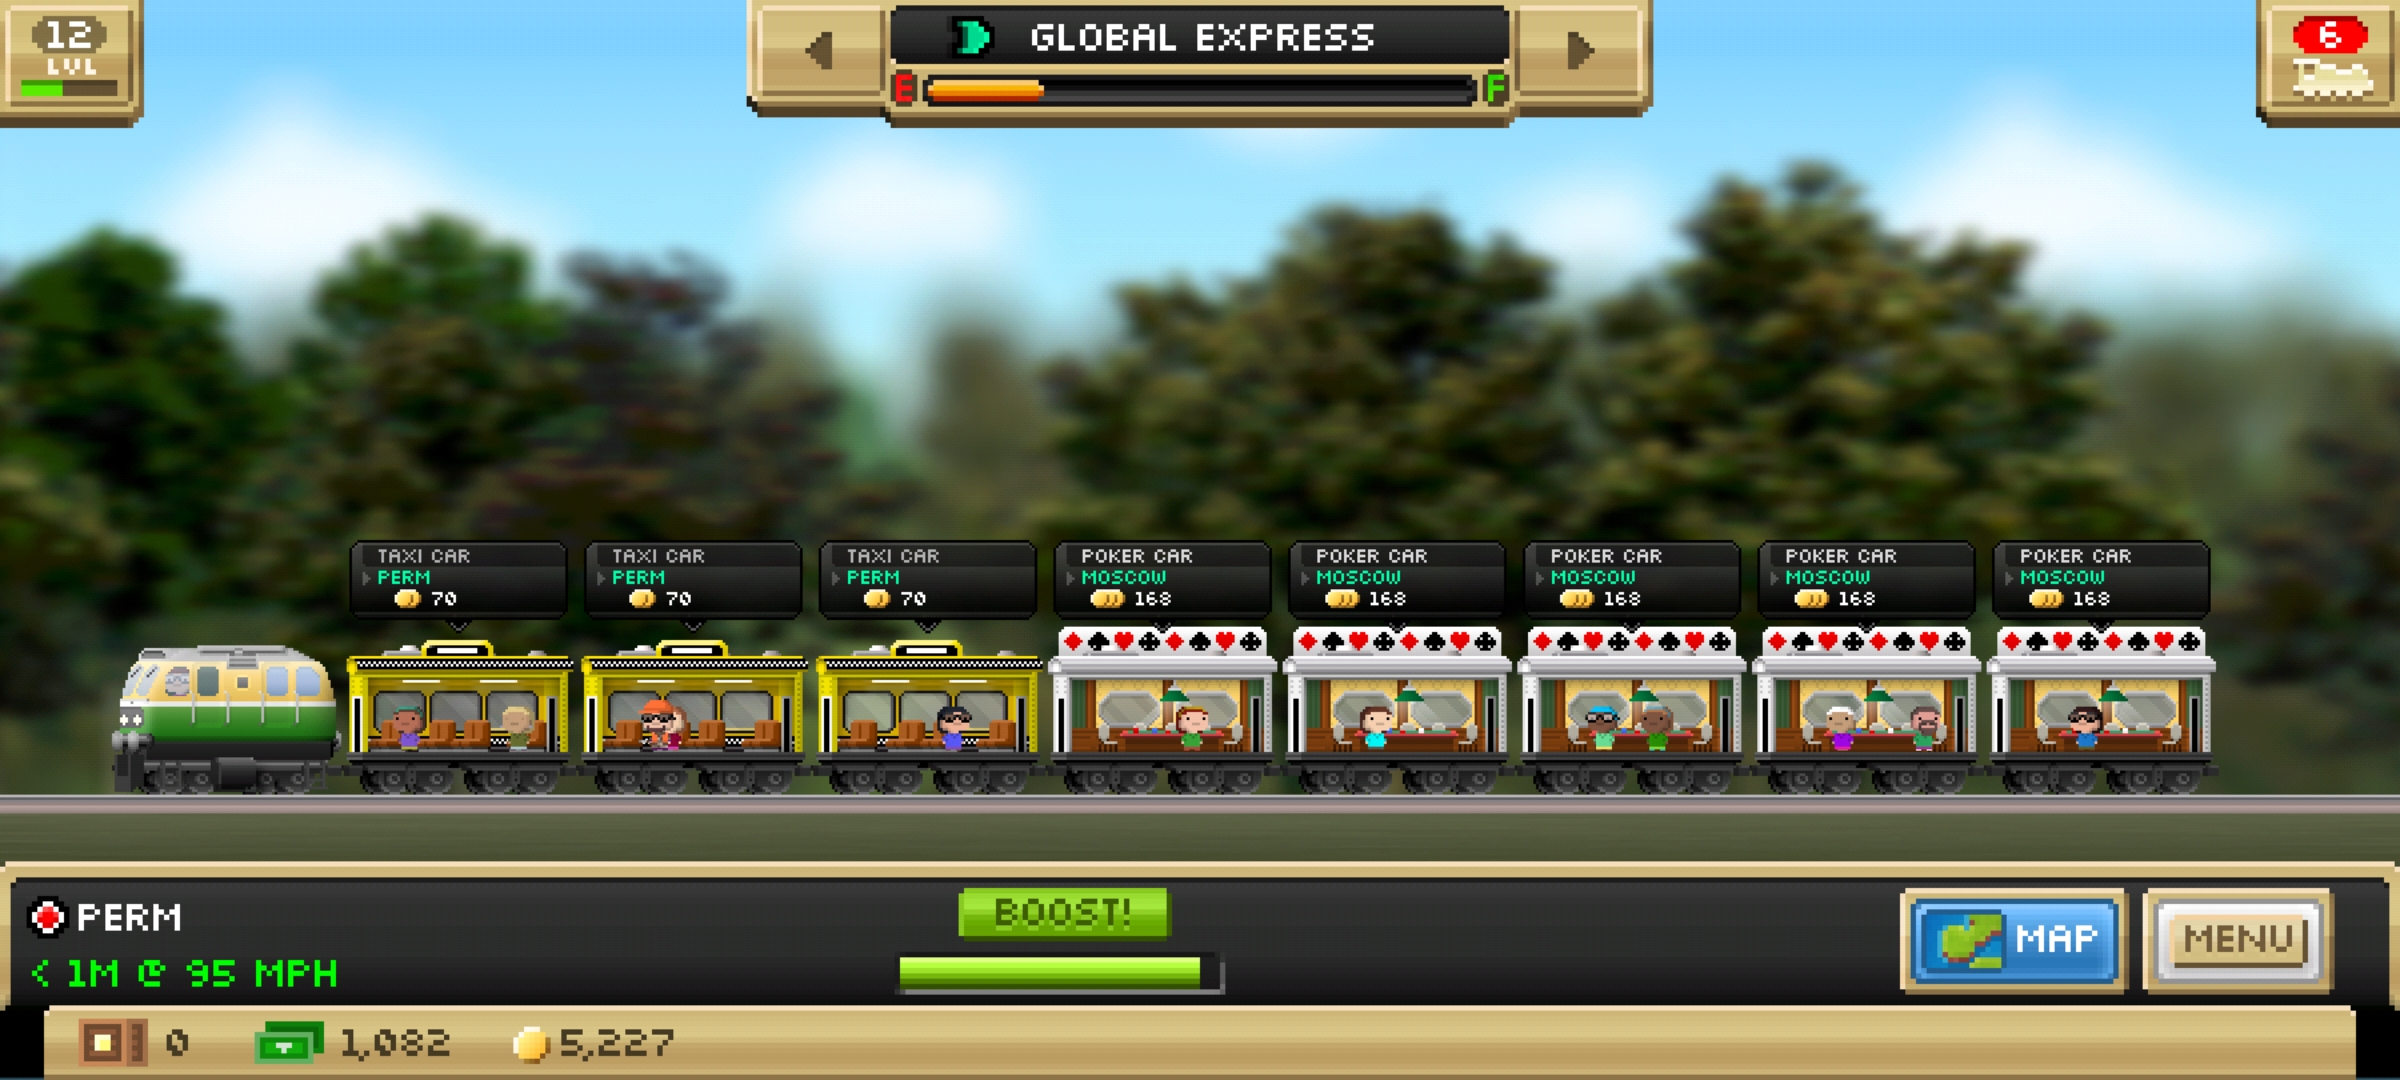 12
LVL
GLOBAL EXPRESS
E
F
6
TAXI CAR
PERM
70
TAXI CAR
PERM
70
TAXI CAR
PERM
70
POKER CAR
MOSCOW
168
POKER CAR
MOSCOW
168
POKER CAR
MOSCOW
168
POKER CAR
MOSCOW
168
POKER CAR
MOSCOW
168
PERM
< 1M @ 95 MPH
BOOST!
MAP
MENU
0
1,082
5,227